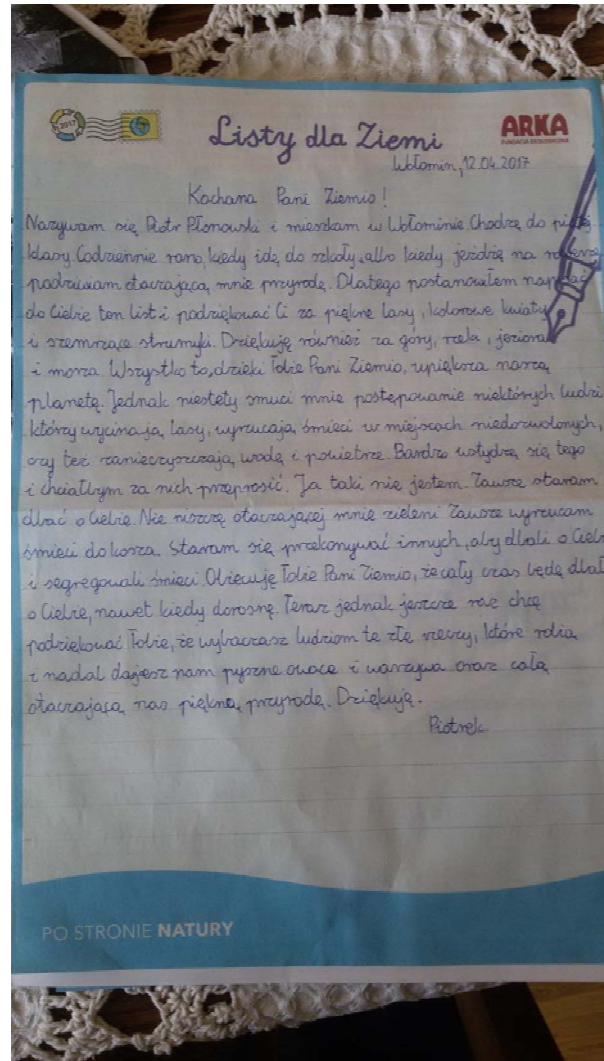 2017
Listy dla Ziemi
ARKA
FUNDACJA EKOLOGICZNA
Wołomin, 12.04.2017
Kochana Pani Ziemio!
Nazywam się Piotr Płonowski i mieszkam w Wołominie. Chodzę do piątej
klasy. Codziennie rano, kiedy idę do szkoły, albo kiedy jeżdżę na rowerze
podziwiam otaczającą mnie przyrodę. Dlatego postanowiłem napisać
do Ciebie ten list i podziękować Ci za piękne lasy, kolorowe kwiaty
i szemrzące strumyki. Dziękuję również za góry, rzeki, jeziora
i morza. Wszystko to, dzięki Tobie Pani Ziemio, upiększa naszą
planetę. Jednak niestety smuci mnie postępowanie niektórych ludzi
którzy wycinają lasy, wyrzucają śmieci w miejscach niedozwolonych,
czy też zanieczyszczają wodę i powietrze. Bardzo wstydzę się tego
i chciałbym za nich przeprosić. Ja taki nie jestem. Zawsze staram
dbać o Ciebie. Nie niszczę otaczającej mnie zieleni. Zawsze wyrzucam
śmieci do kosza. Staram się przekonywać innych, aby dbali o Ciebie
i segregowali śmieci. Obiecuję Tobie Pani Ziemio, że cały czas będę dbał
o Ciebie, nawet kiedy dorosnę. Teraz jednak jeszcze raz chcę
podziękować Tobie, że wybaczasz ludziom te złe rzeczy, które robią
i nadal dajesz nam pyszne owoce i warzywa oraz całą
otaczającą nas piękną przyrodę. Dziękuję.
Piotrek
PO STRONIE NATURY